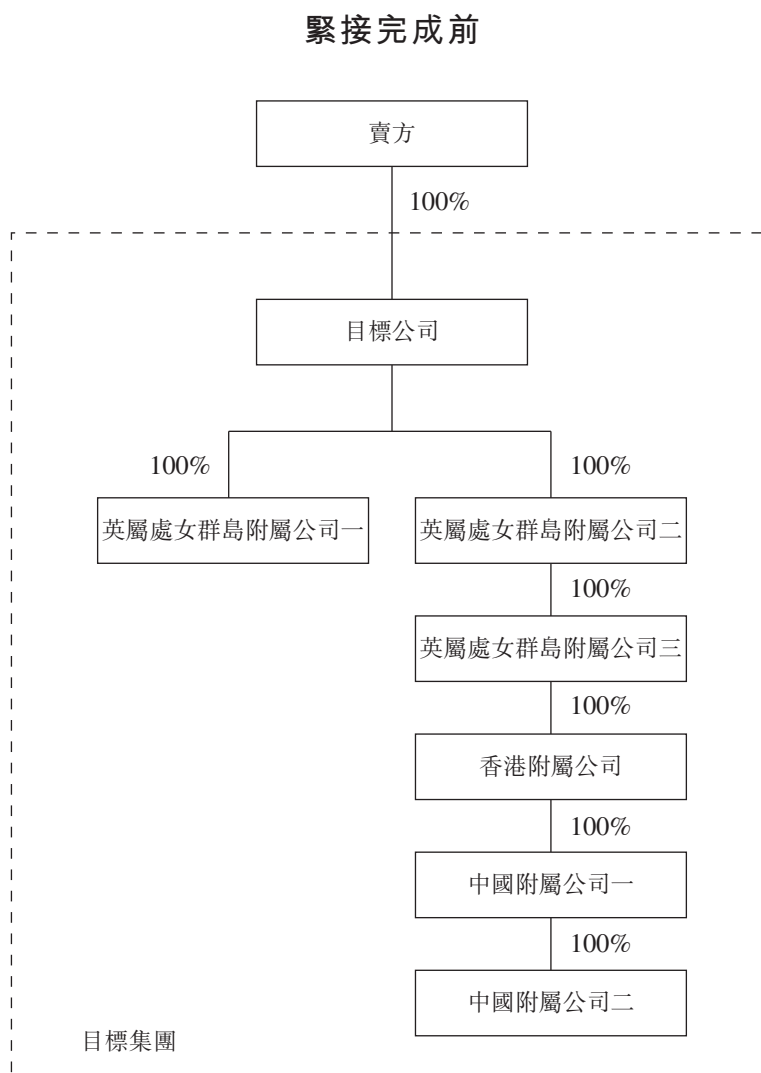 緊接完成前
賣方
100%
目標公司
100%
100%
英屬處女群島附屬公司一
英屬處女群島附屬公司二
100%
英屬處女群島附屬公司三
100%
香港附屬公司
100%
中國附屬公司一
100%
中國附屬公司二
目標集團